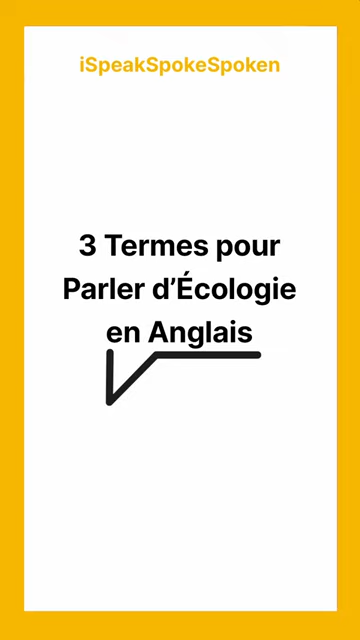 iSpeakSpokeSpoken
3 Termes pour
Parler d’Écologie
en Anglais